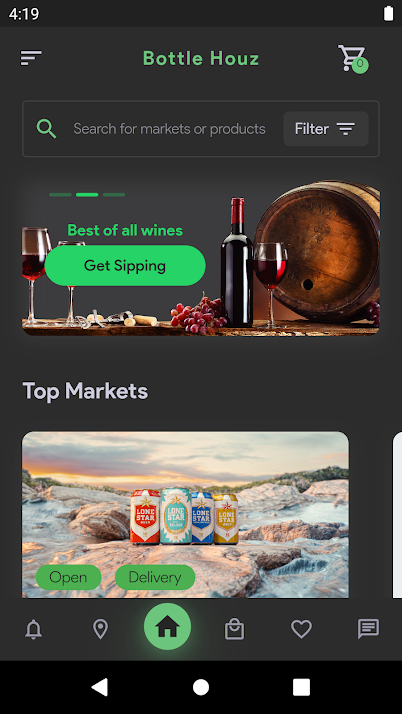 4:19
Bottle Houz
0
Search for markets or products
Filter
Best of all wines
Get Sipping
Top Markets
LONE STAR
LONE STAR
LONE STAR
LONE STAR
Open
Delivery